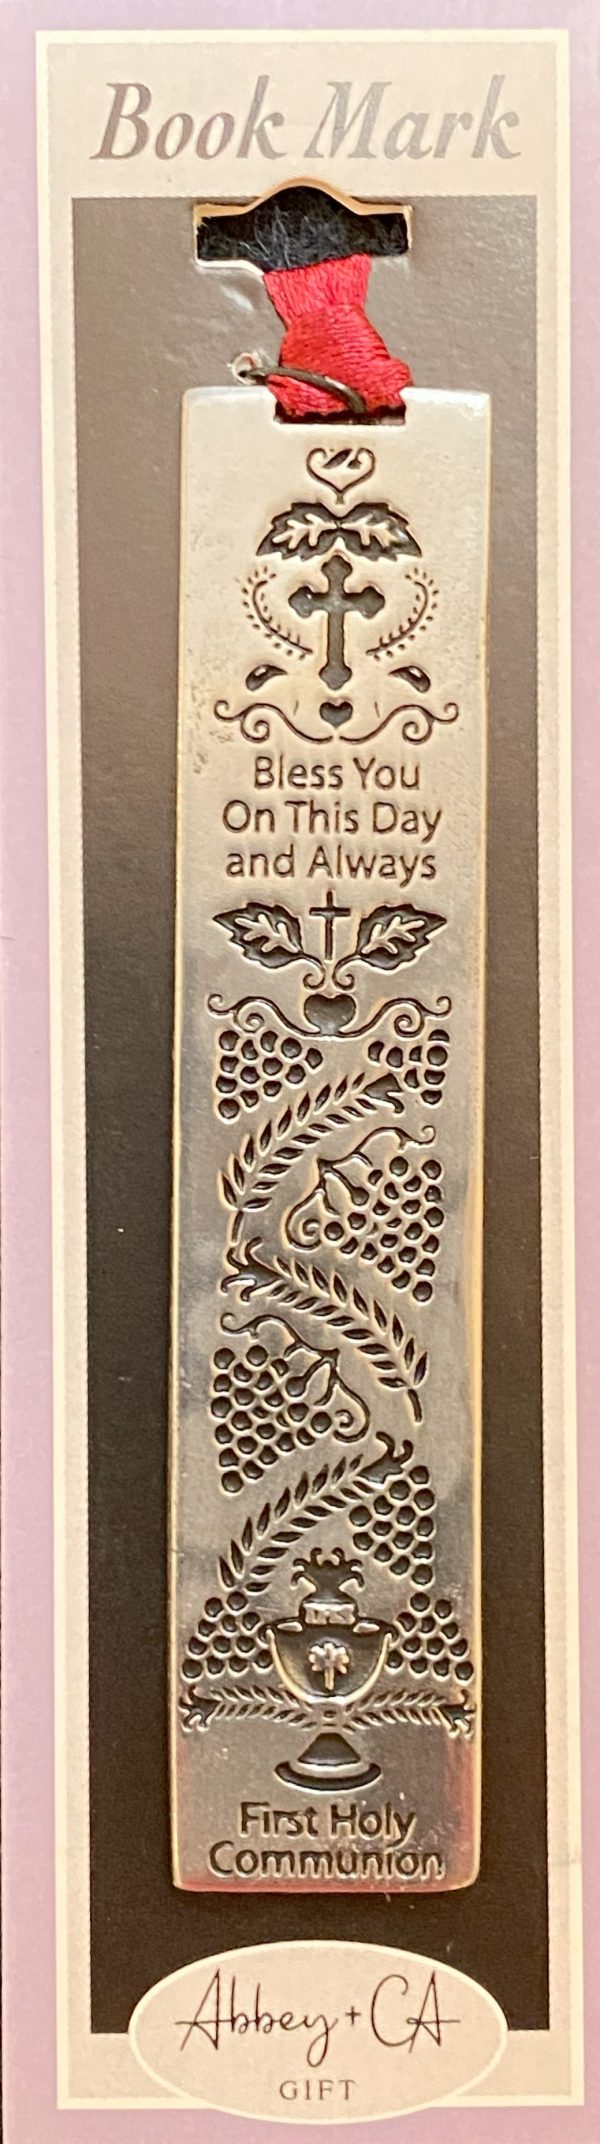 Book Mark
Bless You
On This Day
and Always
First Holy
Communion
Abbey + CA
GIFT